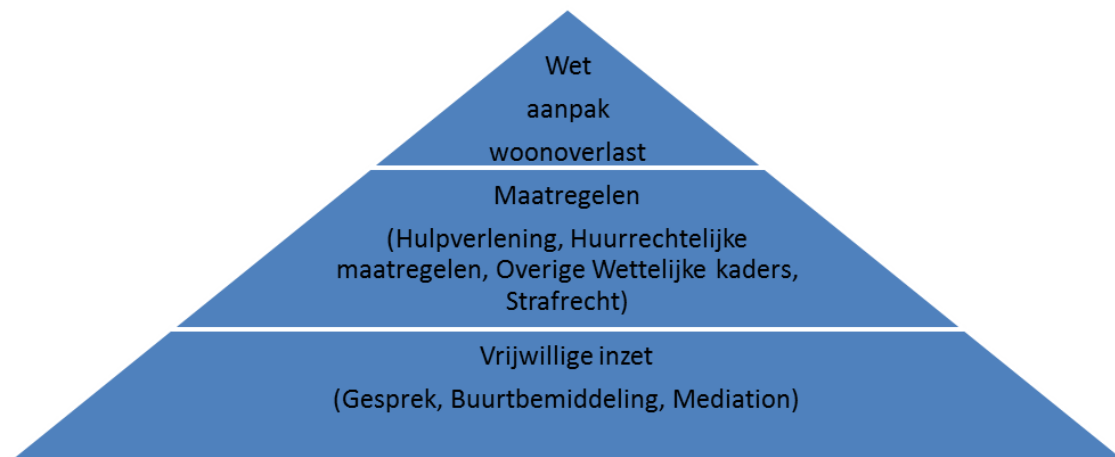 Wet
aanpak
woonoverlast
Maatregelen
(Hulpverlening, Huurrechtelijke
maatregelen, Overige Wettelijke kaders,
Strafrecht)
Vrijwillige inzet
(Gesprek, Buurtbemiddeling, Mediation)